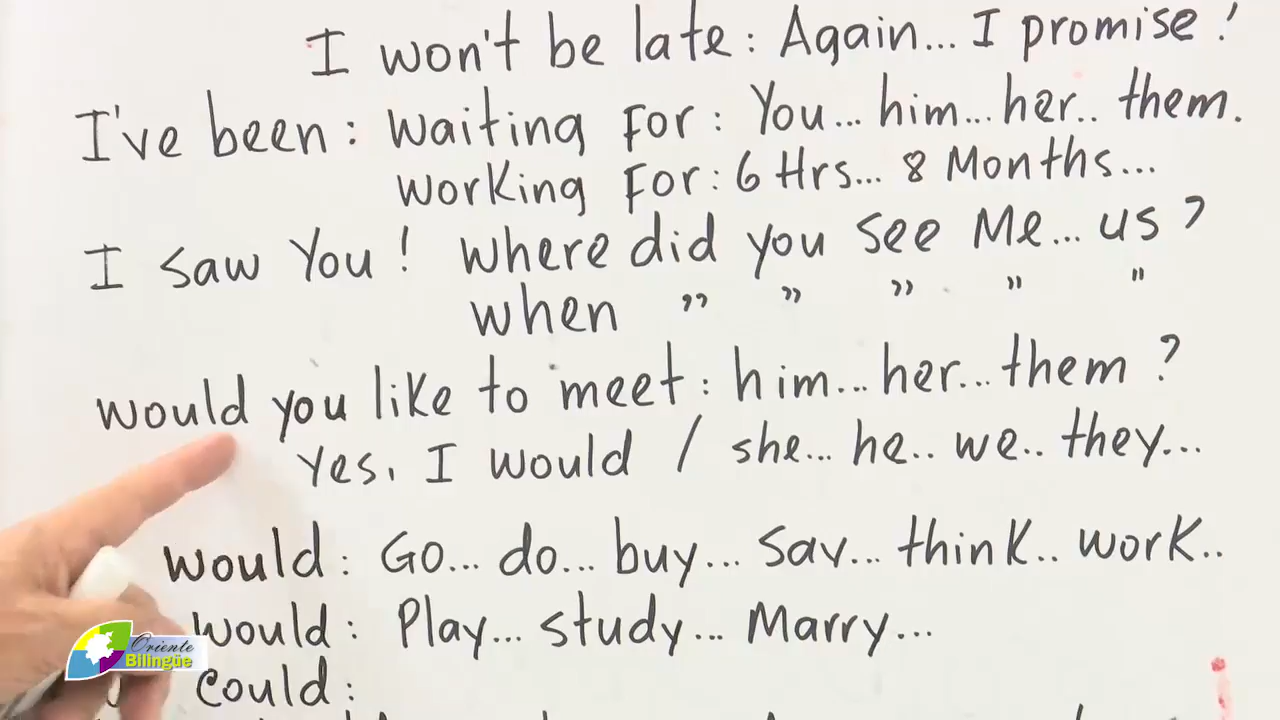 I won't be late: Again... I promise!
I've been: waiting for: You... him... her.. them.
working for: 6 Hrs... 8 Months...
I saw You! where did you see Me... us?
when " " " " "
would you like to meet: him... her... them?
Yes, I would / she... he.. we.. they...
would: Go... do... buy... Sav... think.. work..
would: Play... study... Marry...
could:
Oriente
Bilingüe